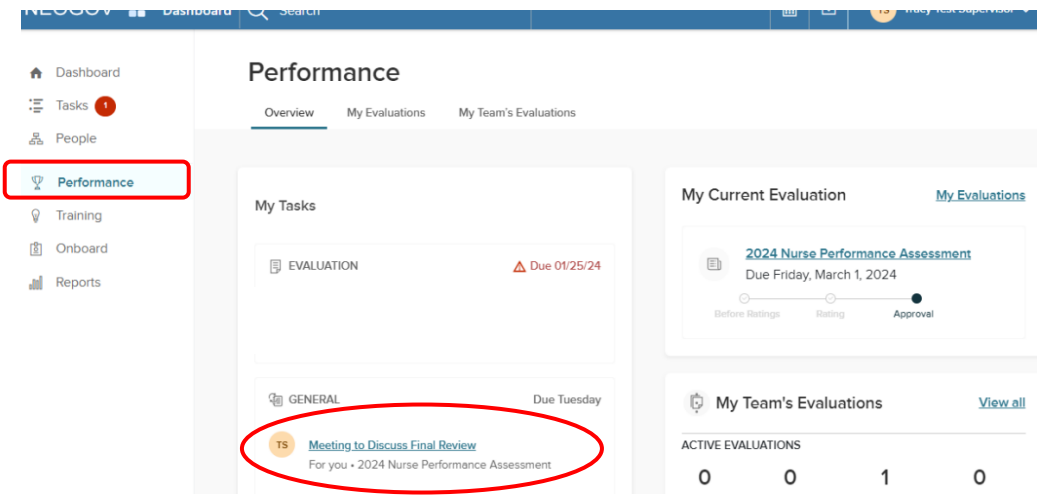 NEOGOV Dashboard Search TS Tracy Test Supervisor
Dashboard
Tasks 1
People
Performance
Training
Onboard
Reports
Performance
Overview My Evaluations My Team's Evaluations
My Tasks
EVALUATION Due 01/25/24
GENERAL Due Tuesday
TS Meeting to Discuss Final Review
For you • 2024 Nurse Performance Assessment
My Current Evaluation My Evaluations
2024 Nurse Performance Assessment
Due Friday, March 1, 2024
Before Ratings Rating Approval
My Team's Evaluations View all
ACTIVE EVALUATIONS
0 0 1 0